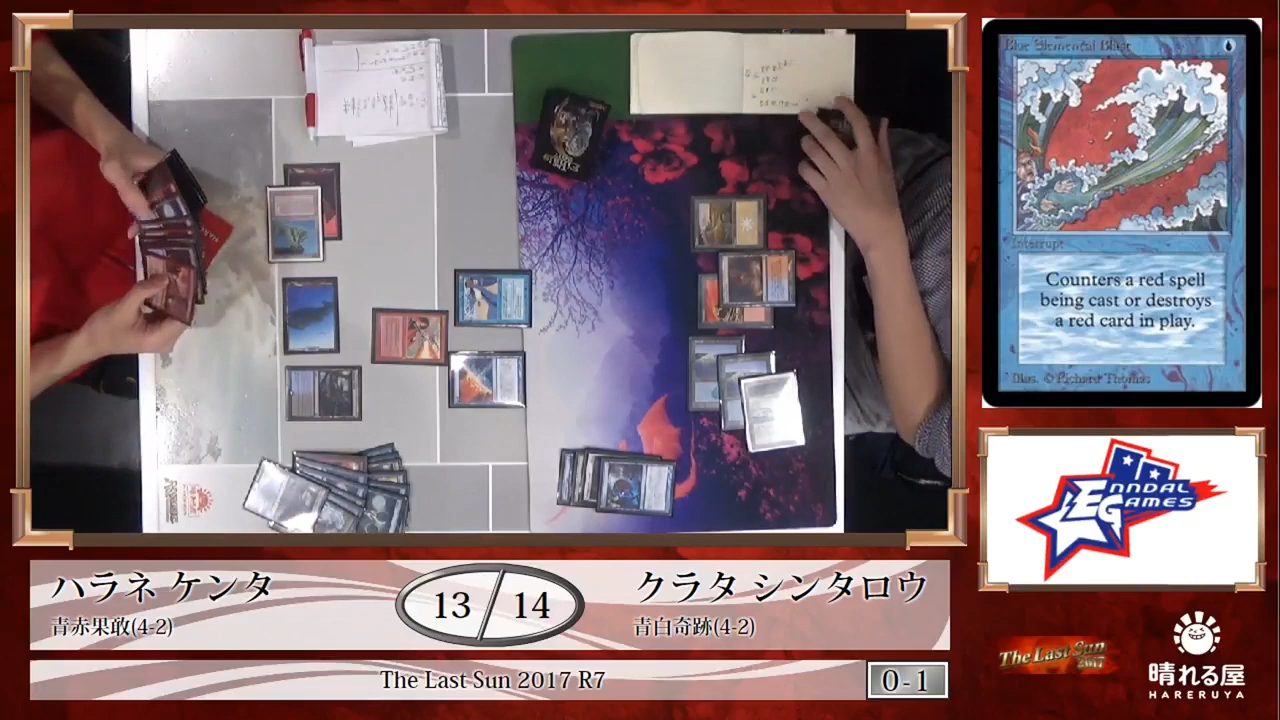 Blue Elemental Blast
Interrupt
Counters a red spell
being cast or destroys
a red card in play.
Illus. © Richard Thomas
ENNDAL
GAMES
ハラネ ケンタ
青赤果敢(4-2)
13 / 14
クラタ シンタロウ
青白奇跡(4-2)
The Last Sun 2017 R7
0-1
The Last Sun
2017
晴れる屋
HARERUYA